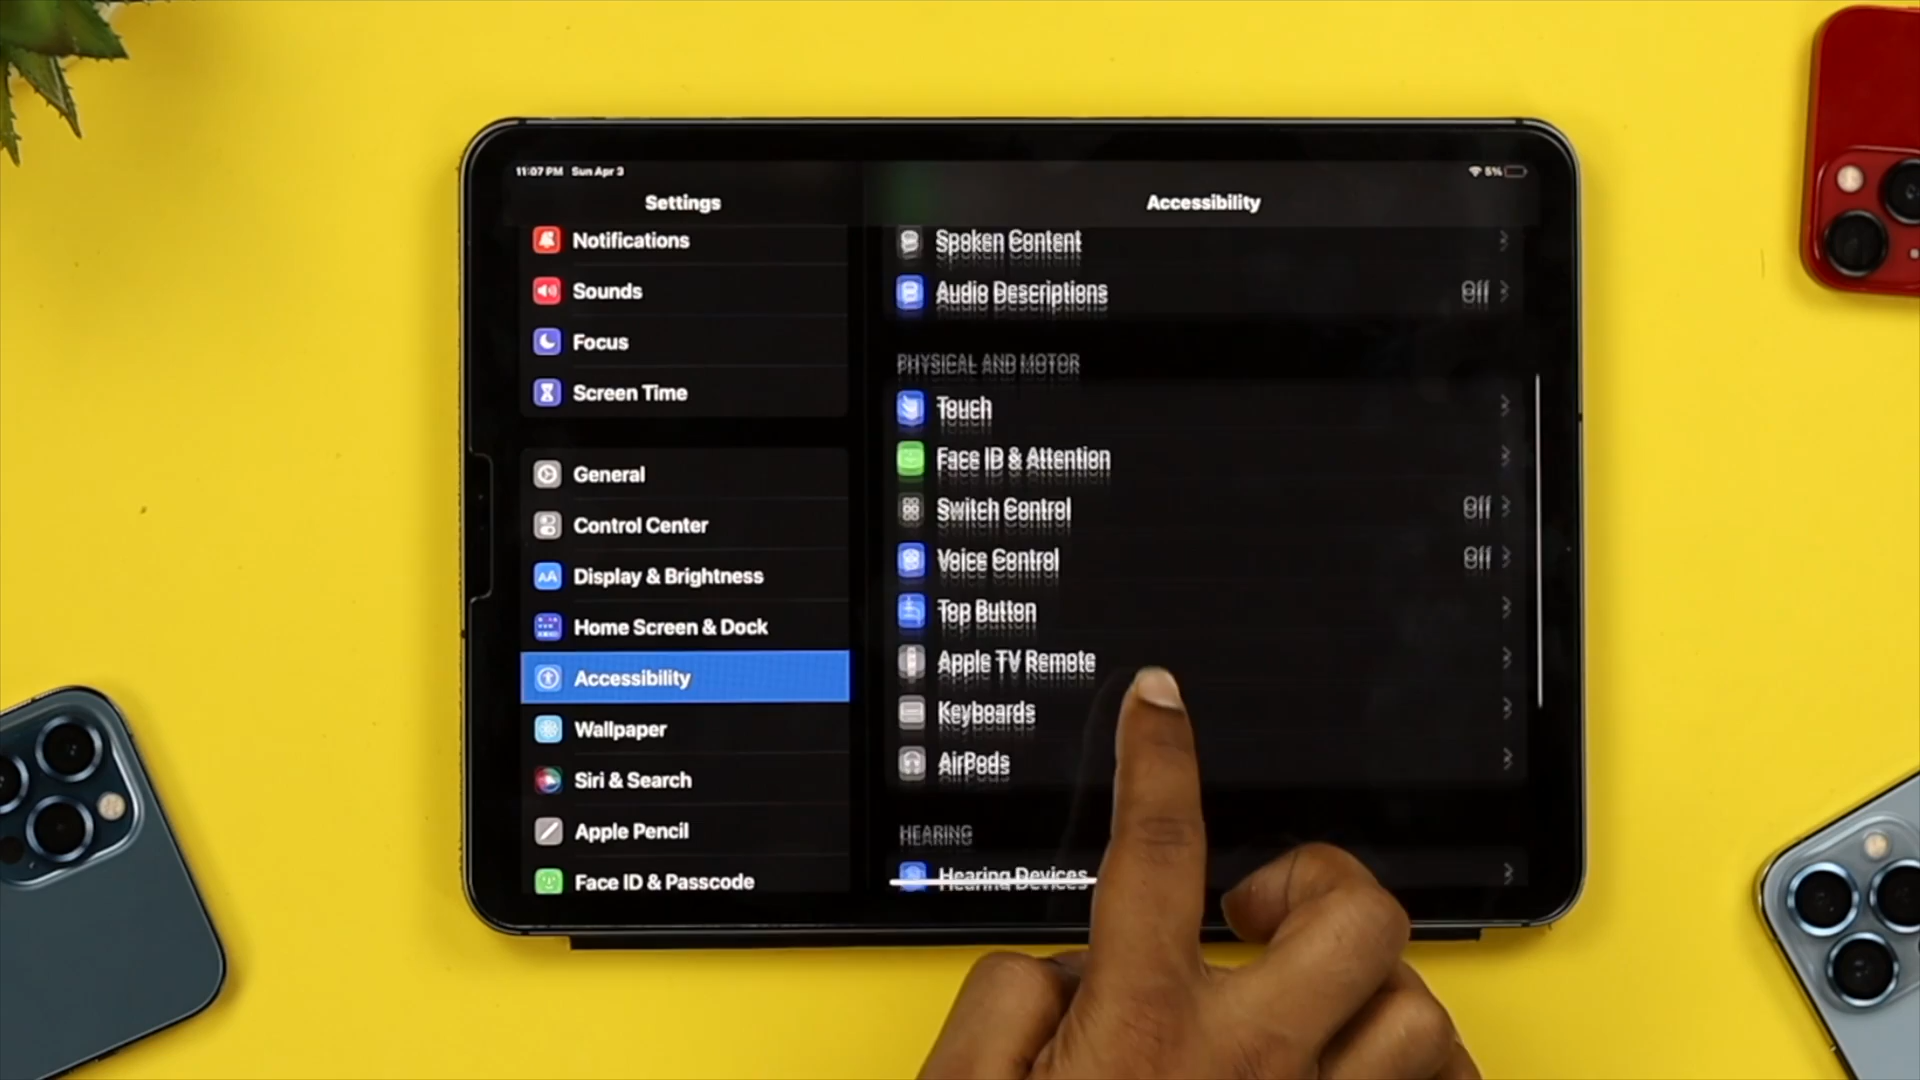 11:07 PM Sun Apr 3
5%
Settings
Notifications
Sounds
Focus
Screen Time
General
Control Center
AA Display & Brightness
Home Screen & Dock
Accessibility
Wallpaper
Siri & Search
Apple Pencil
Face ID & Passcode
Accessibility
Spoken Content
Audio Descriptions Off
PHYSICAL AND MOTOR
Touch
Face ID & Attention
Switch Control Off
Voice Control Off
Top Button
Apple TV Remote
Keyboards
AirPods
HEARING
Hearing Devices